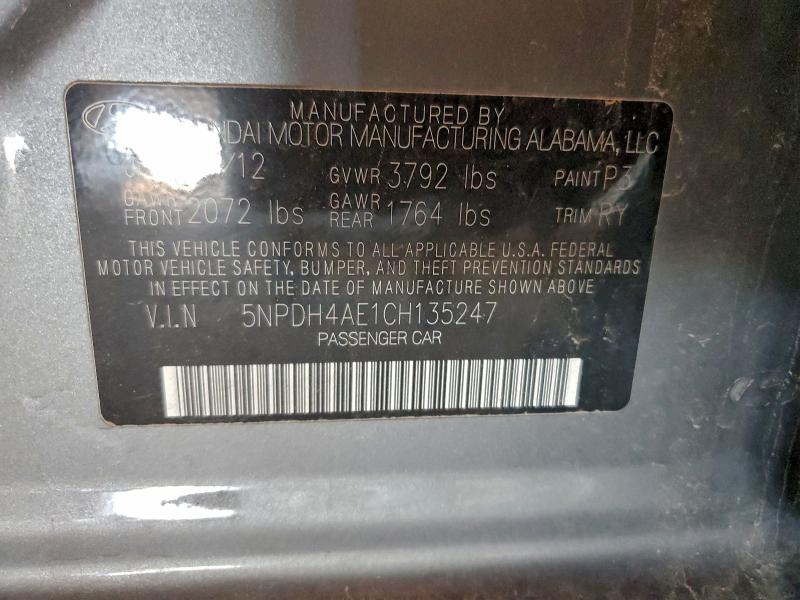 MANUFACTURED BY
MOTOR MANUFACTURING ALABAMA, LLC
/12 GVWR 3792 lbs PAINT P3
GAWR FRONT 2072 lbs GAWR REAR 1764 lbs TRIM RY
THIS VEHICLE CONFORMS TO ALL APPLICABLE U.S.A. FEDERAL
MOTOR VEHICLE SAFETY, BUMPER, AND THEFT PREVENTION STANDARDS
IN EFFECT ON THE DATE OF MANUFACTURE SHOWN ABOVE
V.I.N 5NPDH4AE1CH135247
PASSENGER CAR